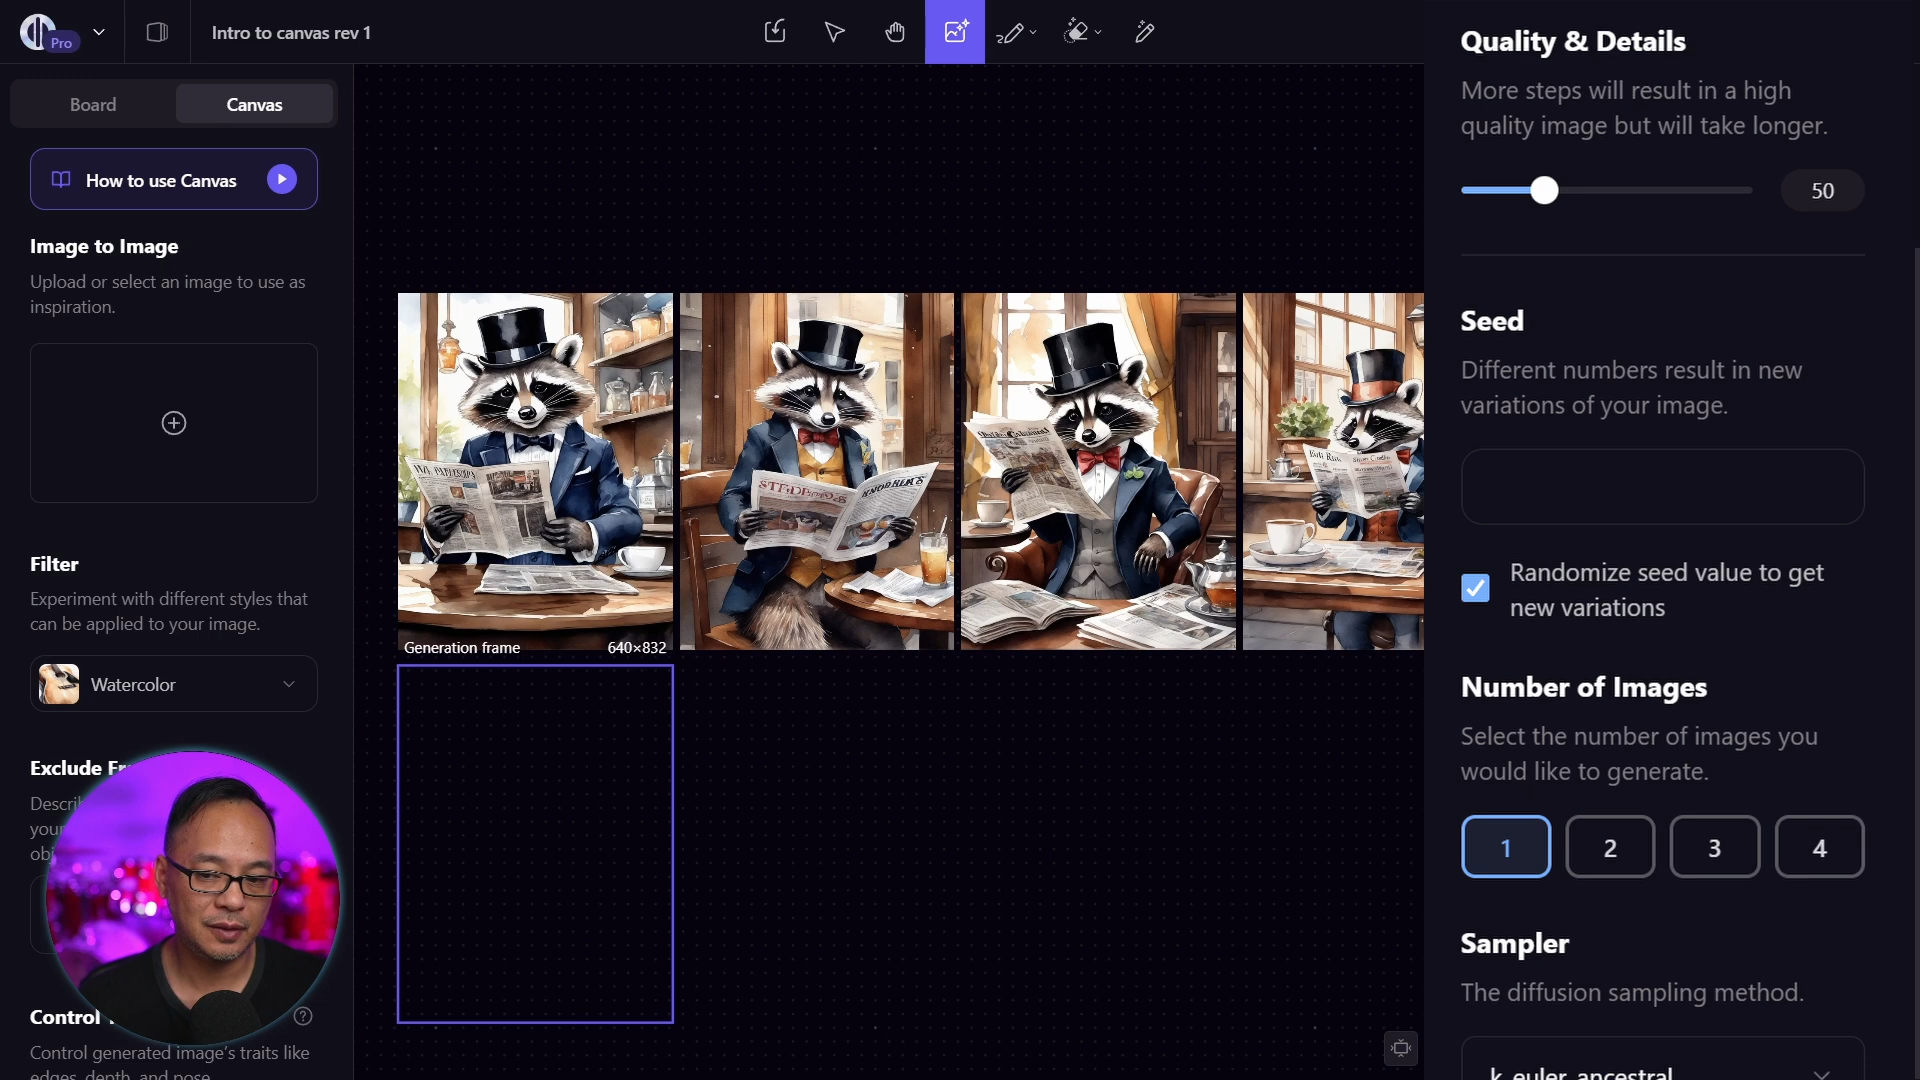 Pro
Intro to canvas rev 1
Board
Canvas
How to use Canvas
Image to Image
Upload or select an image to use as
inspiration.
Filter
Experiment with different styles that
can be applied to your image.
Watercolor
Exclude
Control
Control generated image's traits like
edges, depth, and pose
Generation frame
640×832
Quality & Details
More steps will result in a high
quality image but will take longer.
50
Seed
Different numbers result in new
variations of your image.
Randomize seed value to get
new variations
Number of Images
Select the number of images you
would like to generate.
1
2
3
4
Sampler
The diffusion sampling method.
k_euler_ancestral